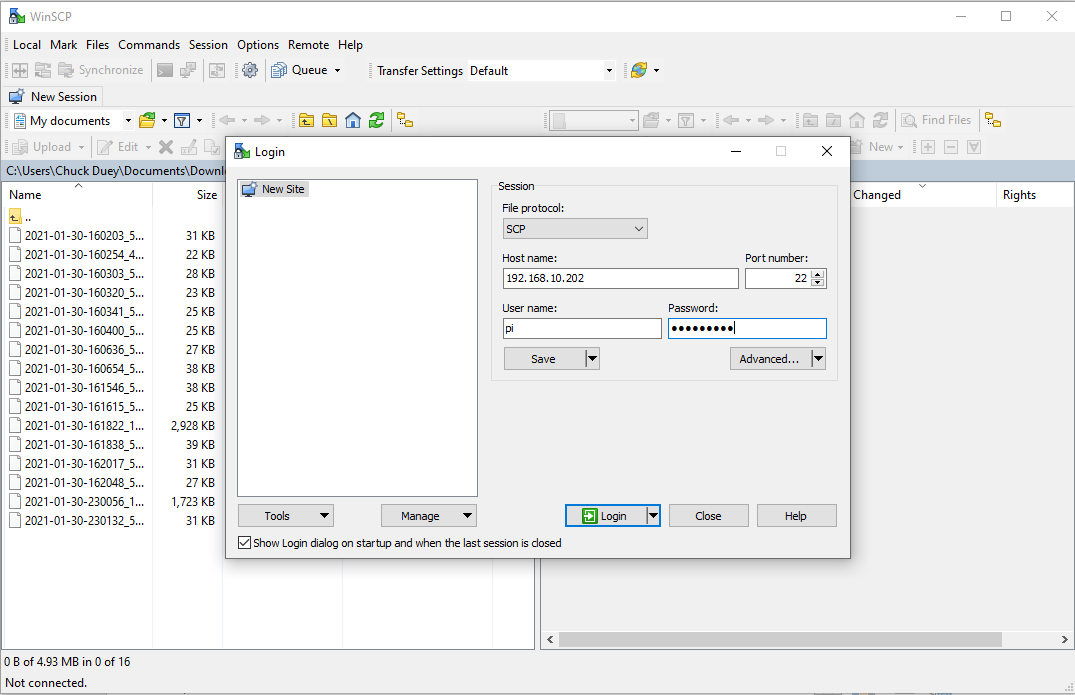 WinSCP
Local Mark Files Commands Session Options Remote Help
Synchronize Queue Transfer Settings Default
New Session
My documents Find Files
Upload Edit New
C:\Users\Chuck Duey\Documents\Downl
Name Size Changed Rights
..
2021-01-30-160203_5... 31 KB
2021-01-30-160254_4... 22 KB
2021-01-30-160303_5... 28 KB
2021-01-30-160320_5... 23 KB
2021-01-30-160341_5... 25 KB
2021-01-30-160400_5... 25 KB
2021-01-30-160636_5... 27 KB
2021-01-30-160654_5... 38 KB
2021-01-30-161546_5... 38 KB
2021-01-30-161615_5... 25 KB
2021-01-30-161822_1... 2,928 KB
2021-01-30-161838_5... 39 KB
2021-01-30-162017_5... 31 KB
2021-01-30-162048_5... 27 KB
2021-01-30-230056_1... 1,723 KB
2021-01-30-230132_5... 31 KB
Login
New Site
Session
File protocol:
SCP
Host name: Port number:
192.168.10.202 22
User name: Password:
pi •••••••••
Save Advanced...
Tools Manage Login Close Help
Show Login dialog on startup and when the last session is closed
0 B of 4.93 MB in 0 of 16
Not connected.